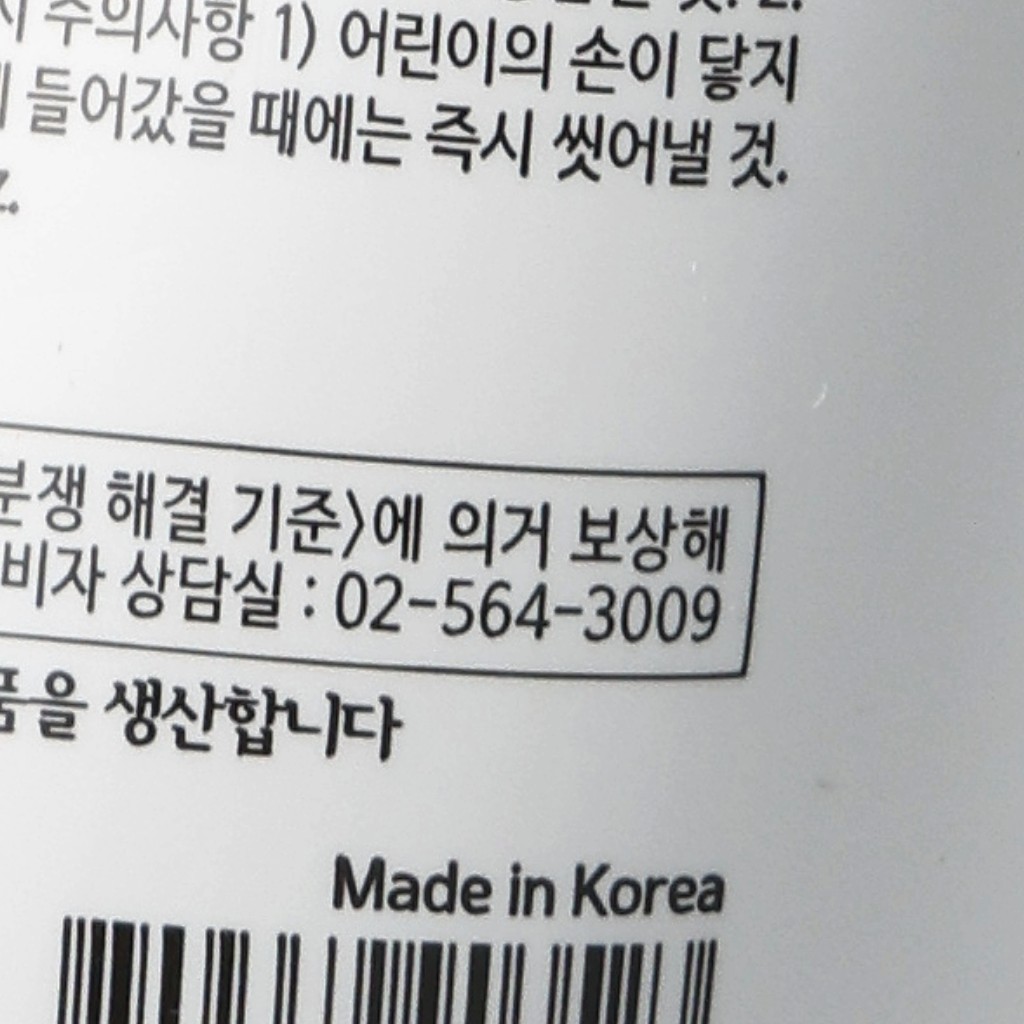 주의사항 1) 어린이의 손이 닿지
들어갔을 때에는 즉시 씻어낼 것.
분쟁 해결 기준〉에 의거 보상해
비자 상담실 : 02-564-3009
품을 생산합니다
Made in Korea